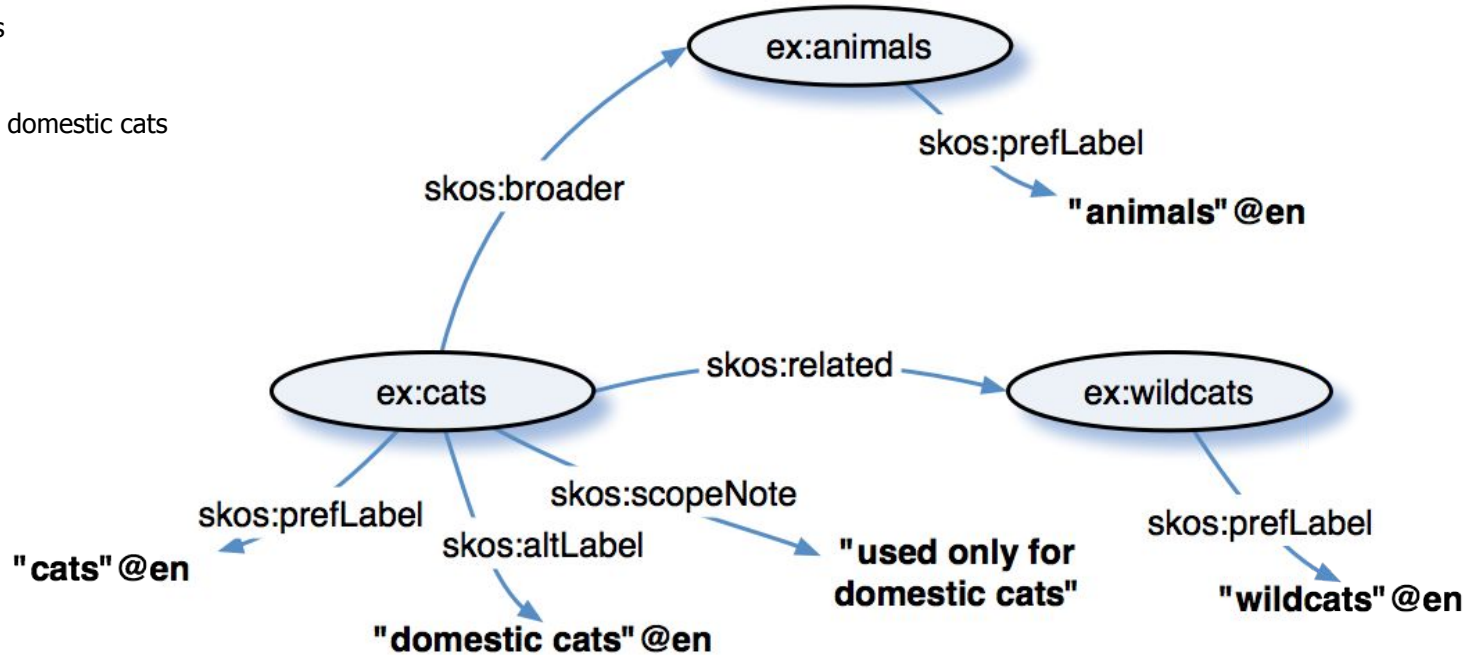 s
domestic cats
ex:animals
skos:prefLabel
"animals"@en
skos:broader
ex:cats
skos:related
ex:wildcats
skos:prefLabel
"cats"@en
skos:altLabel
"domestic cats"@en
skos:scopeNote
"used only for
domestic cats"
skos:prefLabel
"wildcats"@en